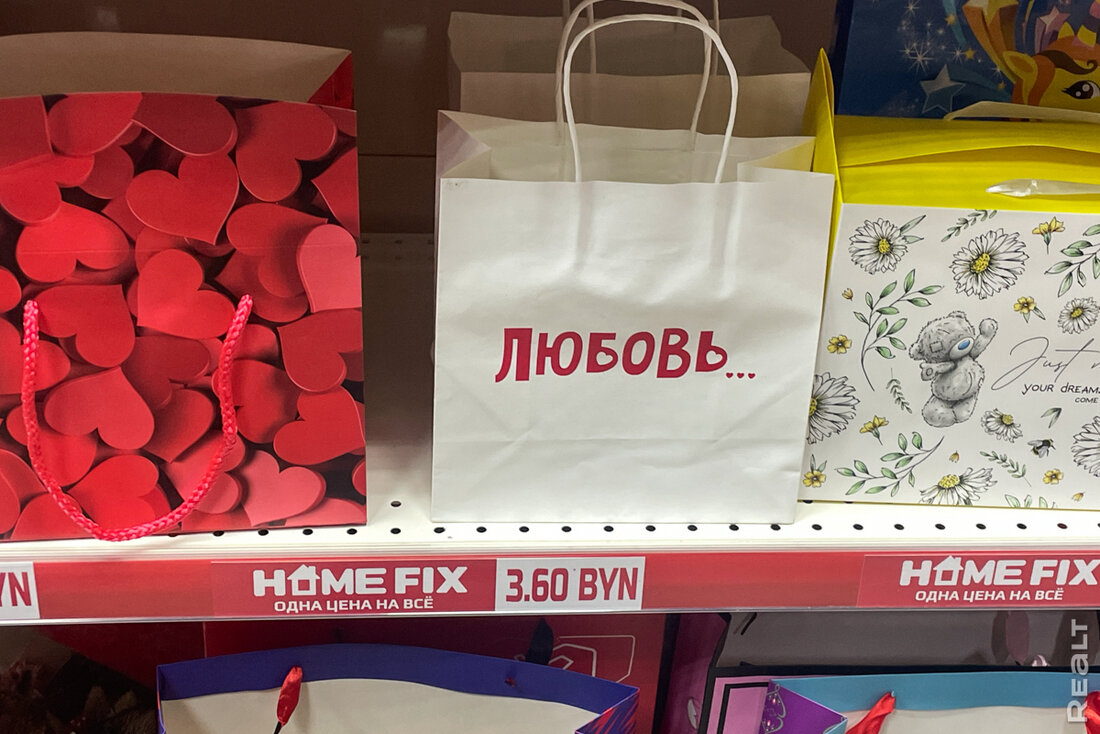 ЛЮБОВЬ...
Just
YOUR DREAMS
COME
YN
HOME FIX
ОДНА ЦЕНА НА ВСЁ
3.60 BYN
HOME FIX
ОДНА ЦЕНА НА ВСЁ
REALT